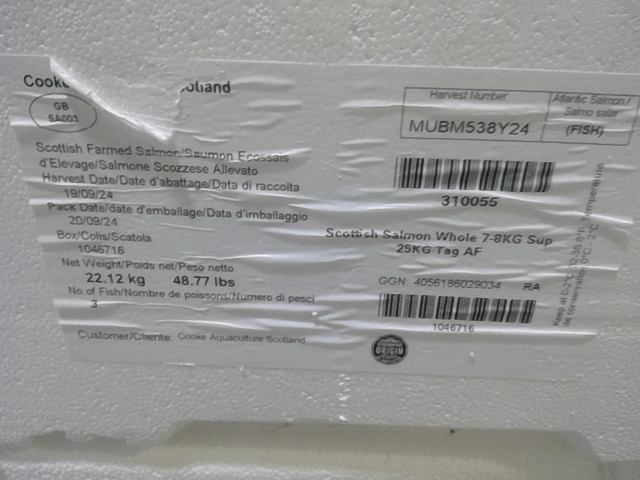 Cooke otland
GB
SA003
Scottish Farmed Salmon/Saumon Ecossais
d'Elevage/Salmone Scozzese Allevato
Harvest Date/Date d'abattage/Data di raccolta
19/09/24
Pack Date/date d'emballage/Data d'imballaggio
20/09/24
Box/Colis/Scatola
1046716
Net Weight/Poids net/Peso netto
22.12 kg 48.77 lbs
No of Fish/Nombre de poissons/Numero di pesci
3
Customer/Cliente: Cooke Aquaculture Scotland
Harvest Number
MUBM538Y24
Atlantic Salmon/
Salmo salar
(FISH)
310055
Scottish Salmon Whole 7-8KG Sup
25KG Tag AF
GGN: 4056186029034 RA
1046716
ORIGIN